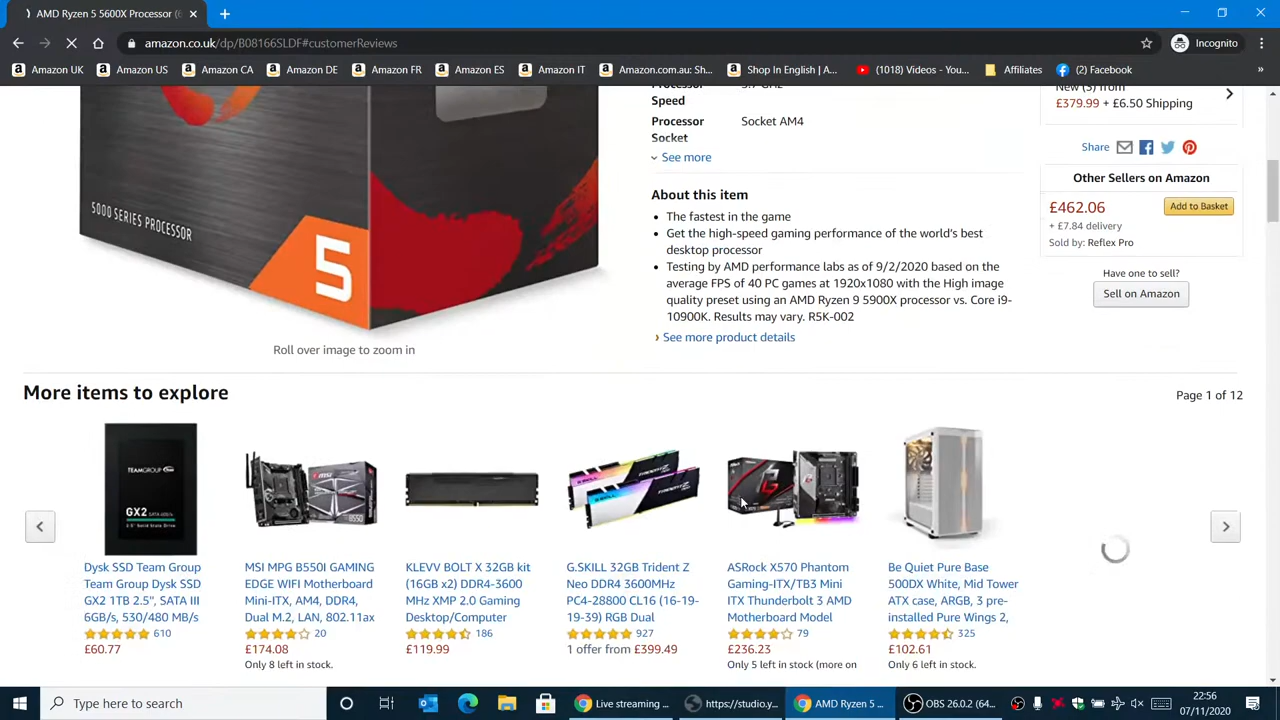 AMD Ryzen 5 5600X Processor (6
amazon.co.uk/dp/B08166SLDF#customerReviews
Incognito
Amazon UK
Amazon US
Amazon CA
Amazon DE
Amazon FR
Amazon ES
Amazon IT
Amazon.com.au: Sh...
Shop In English | A...
(1018) Videos - You...
Affiliates
(2) Facebook
»
5000 SERIES PROCESSOR
5
Roll over image to zoom in
Processor 3.7 GHz
Speed
Processor Socket AM4
Socket
See more
About this item
• The fastest in the game
• Get the high-speed gaming performance of the world's best
desktop processor
• Testing by AMD performance labs as of 9/2/2020 based on the
average FPS of 40 PC games at 1920x1080 with the High image
quality preset using an AMD Ryzen 9 5900X processor vs. Core i9-
10900K. Results may vary. R5K-002
› See more product details
New (3) from
£379.99 + £6.50 Shipping
Share
Other Sellers on Amazon
£462.06
Add to Basket
+ £7.84 delivery
Sold by: Reflex Pro
Have one to sell?
Sell on Amazon
More items to explore
Page 1 of 12
TEAMGROUP
GX2
Dysk SSD Team Group
Team Group Dysk SSD
GX2 1TB 2.5", SATA III
6GB/s, 530/480 MB/s
610
£60.77
MSI MPG B550I GAMING
EDGE WIFI Motherboard
Mini-ITX, AM4, DDR4,
Dual M.2, LAN, 802.11ax
20
£174.08
Only 8 left in stock.
KLEVV BOLT X 32GB kit
(16GB x2) DDR4-3600
MHz XMP 2.0 Gaming
Desktop/Computer
186
£119.99
G.SKILL 32GB Trident Z
Neo DDR4 3600MHz
PC4-28800 CL16 (16-19-
19-39) RGB Dual
927
1 offer from £399.49
ASRock X570 Phantom
Gaming-ITX/TB3 Mini
ITX Thunderbolt 3 AMD
Motherboard Model
79
£236.23
Only 5 left in stock (more on
Be Quiet Pure Base
500DX White, Mid Tower
ATX case, ARGB, 3 pre-
installed Pure Wings 2,
325
£102.61
Only 6 left in stock.
Type here to search
Live streaming ...
https://studio.y...
AMD Ryzen 5 ...
OBS 26.0.2 (64...
22:56
07/11/2020